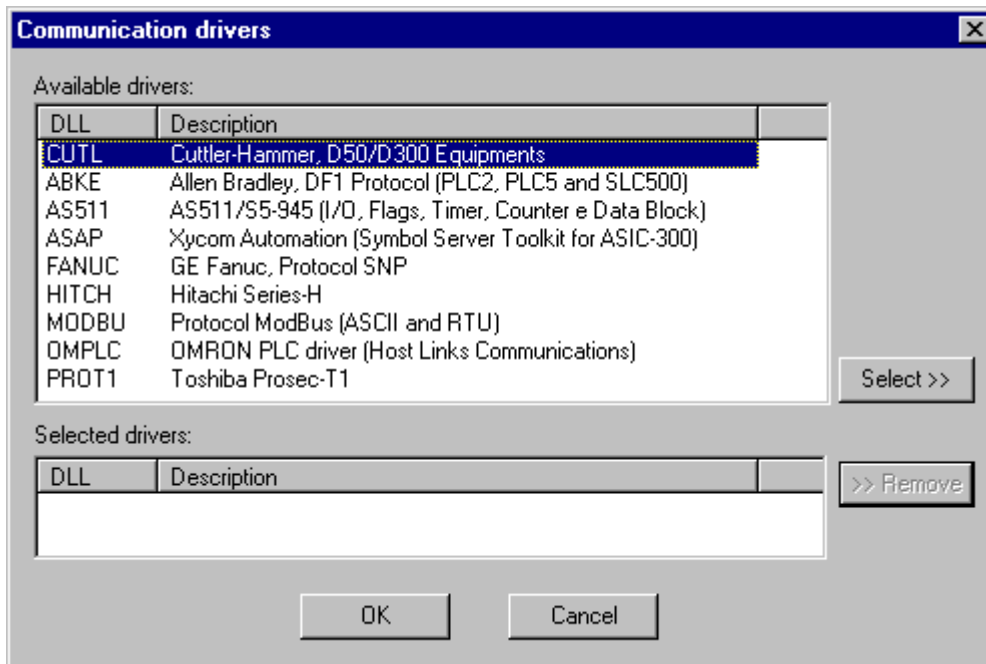 Communication drivers
Available drivers:
DLL Description
CUTL Cuttler-Hammer, D50/D300 Equipments
ABKE Allen Bradley, DF1 Protocol (PLC2, PLC5 and SLC500)
AS511 AS511/S5-945 (I/O, Flags, Timer, Counter e Data Block)
ASAP Xycom Automation (Symbol Server Toolkit for ASIC-300)
FANUC GE Fanuc, Protocol SNP
HITCH Hitachi Series-H
MODBU Protocol ModBus (ASCII and RTU)
OMPLC OMRON PLC driver (Host Links Communications)
PROT1 Toshiba Prosec-T1
Select >>
Selected drivers:
DLL Description
>> Remove
OK Cancel